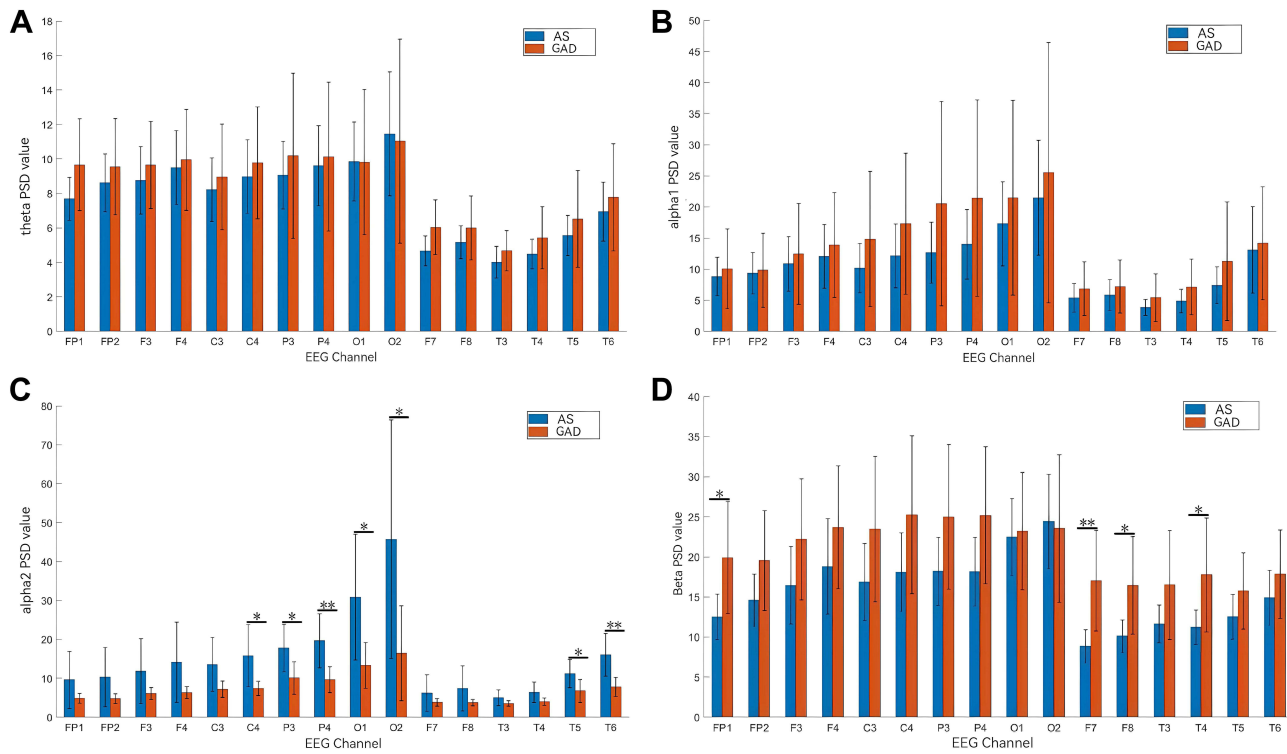 A
18
16
14
12
10
8
6
4
2
0
theta PSD value
AS
GAD
FP1 FP2 F3 F4 C3 C4 P3 P4 O1 O2 F7 F8 T3 T4 T5 T6
EEG Channel
B
50
45
40
35
30
25
20
15
10
5
0
alpha1 PSD value
AS
GAD
FP1 FP2 F3 F4 C3 C4 P3 P4 O1 O2 F7 F8 T3 T4 T5 T6
EEG Channel
C
80
70
60
50
40
30
20
10
0
alpha2 PSD value
AS
GAD
* * ** * * * **
FP1 FP2 F3 F4 C3 C4 P3 P4 O1 O2 F7 F8 T3 T4 T5 T6
EEG Channel
D
40
35
30
25
20
15
10
5
0
Beta PSD value
AS
GAD
* ** * *
FP1 FP2 F3 F4 C3 C4 P3 P4 O1 O2 F7 F8 T3 T4 T5 T6
EEG Channel